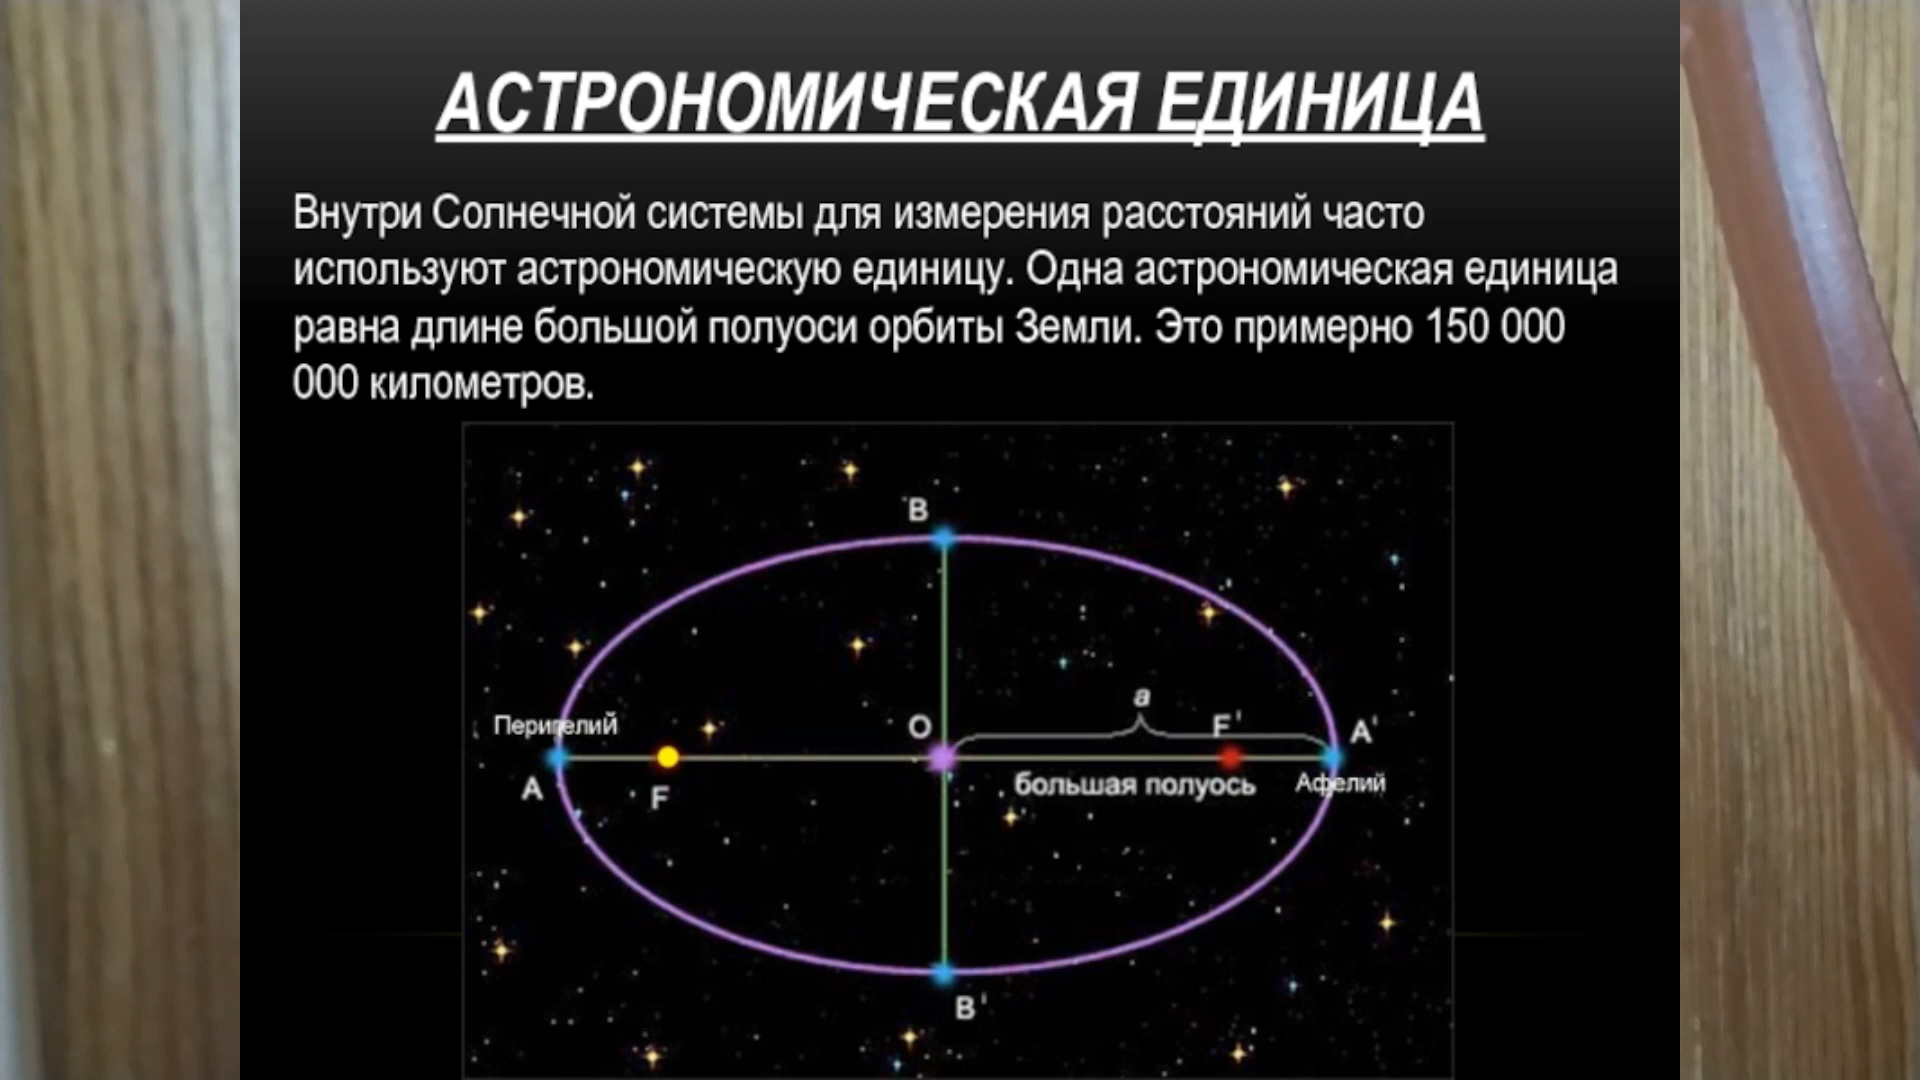 АСТРОНОМИЧЕСКАЯ ЕДИНИЦА
Внутри Солнечной системы для измерения расстояний часто
используют астрономическую единицу. Одна астрономическая единица
равна длине большой полуоси орбиты Земли. Это примерно 150 000
000 километров.
B
a
Перигелий
O
F'
A'
A
F
большая полуось
Афелий
B'